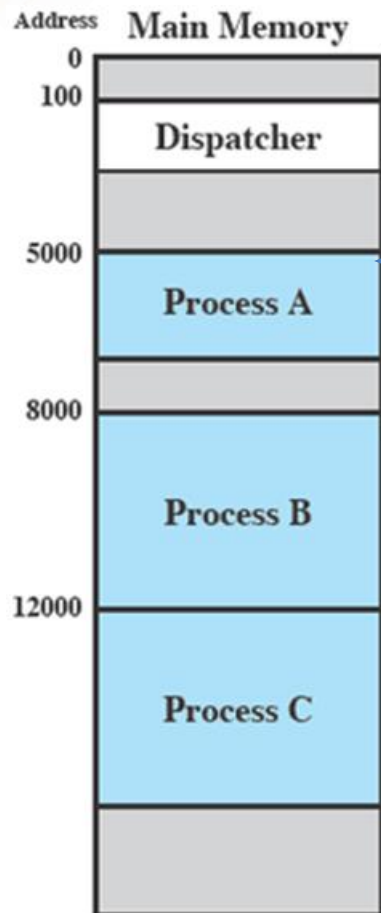 Address Main Memory
0
100
Dispatcher
5000
Process A
8000
Process B
12000
Process C